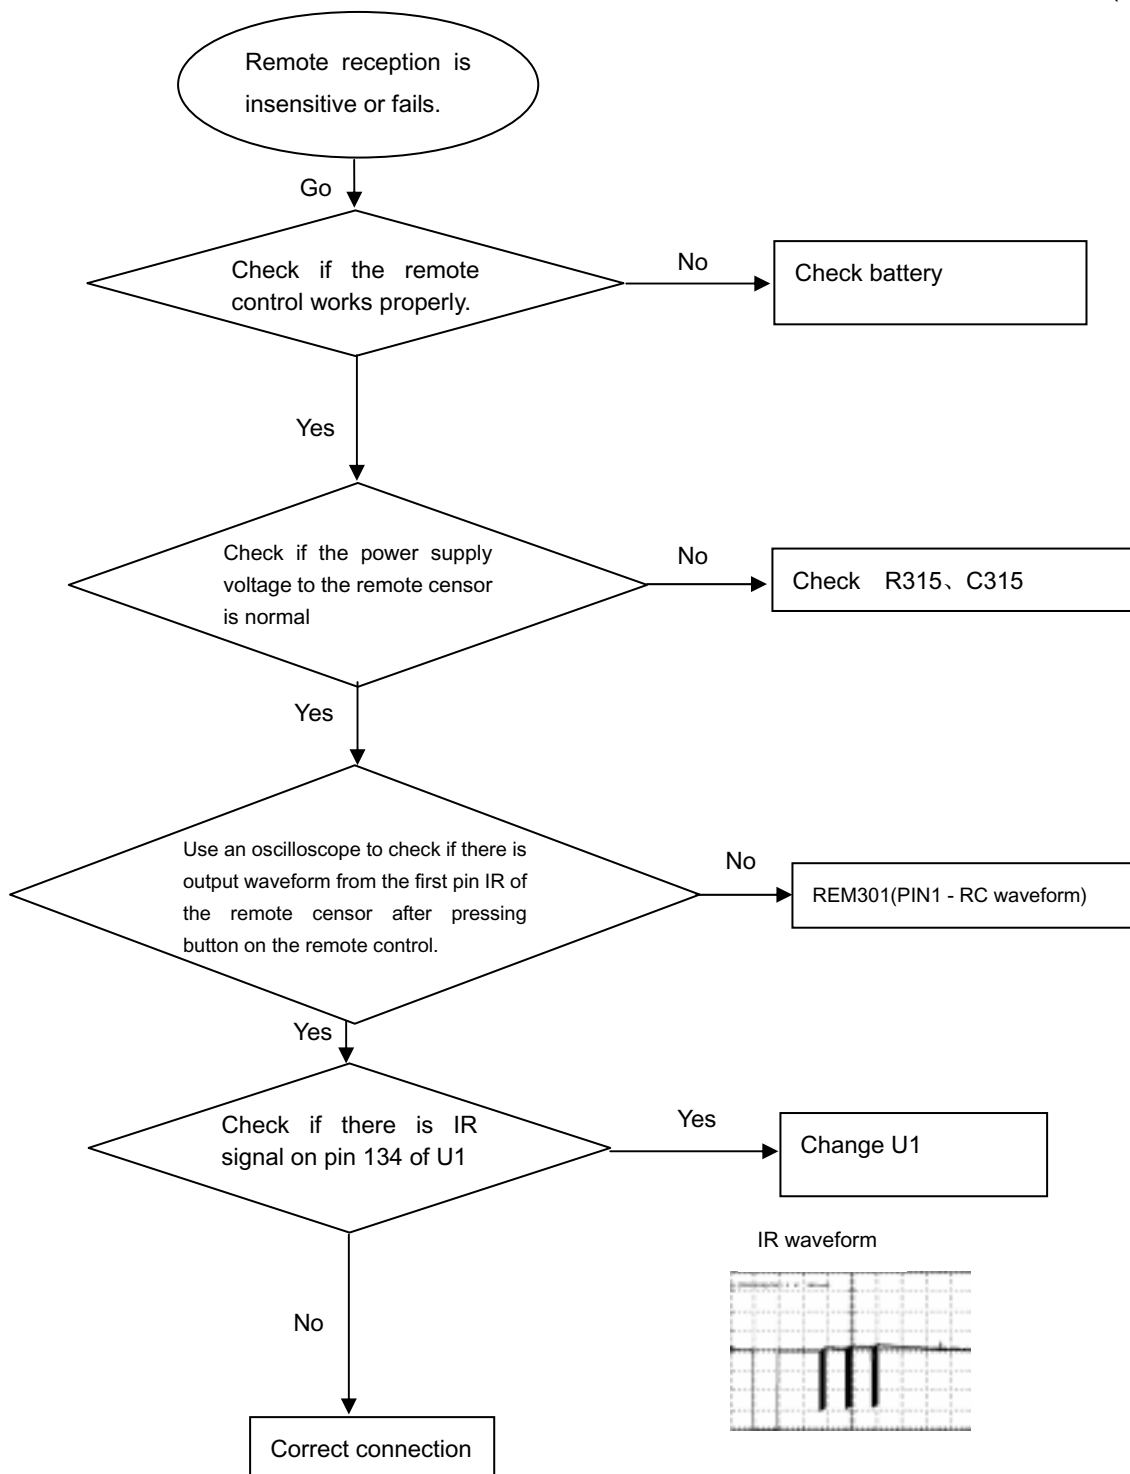 Remote reception is
insensitive or fails.
Go
Check if the remote
control works properly.
No
Check battery
Yes
Check if the power supply
voltage to the remote censor
is normal
No
Check R315、C315
Yes
Use an oscilloscope to check if there is
output waveform from the first pin IR of
the remote censor after pressing
button on the remote control.
No
REM301(PIN1 - RC waveform)
Yes
Check if there is IR
signal on pin 134 of U1
Yes
Change U1
IR waveform
No
Correct connection